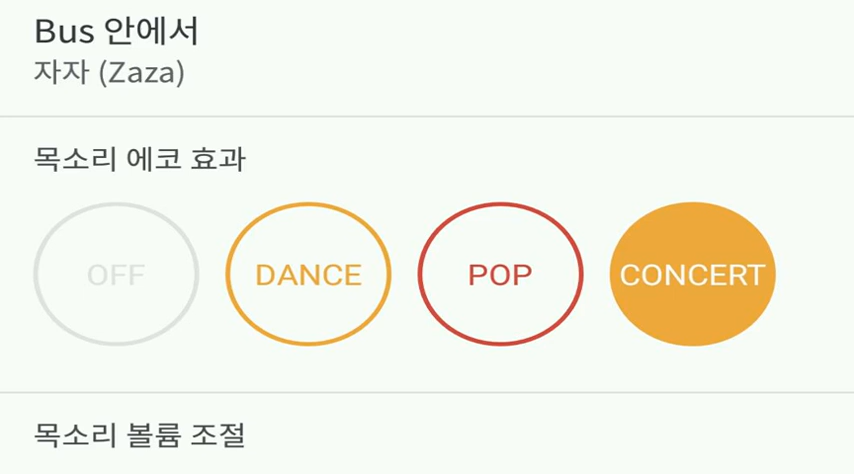 Bus 안에서
자자 (Zaza)
목소리 에코 효과
OFF DANCE POP CONCERT
목소리 볼륨 조절